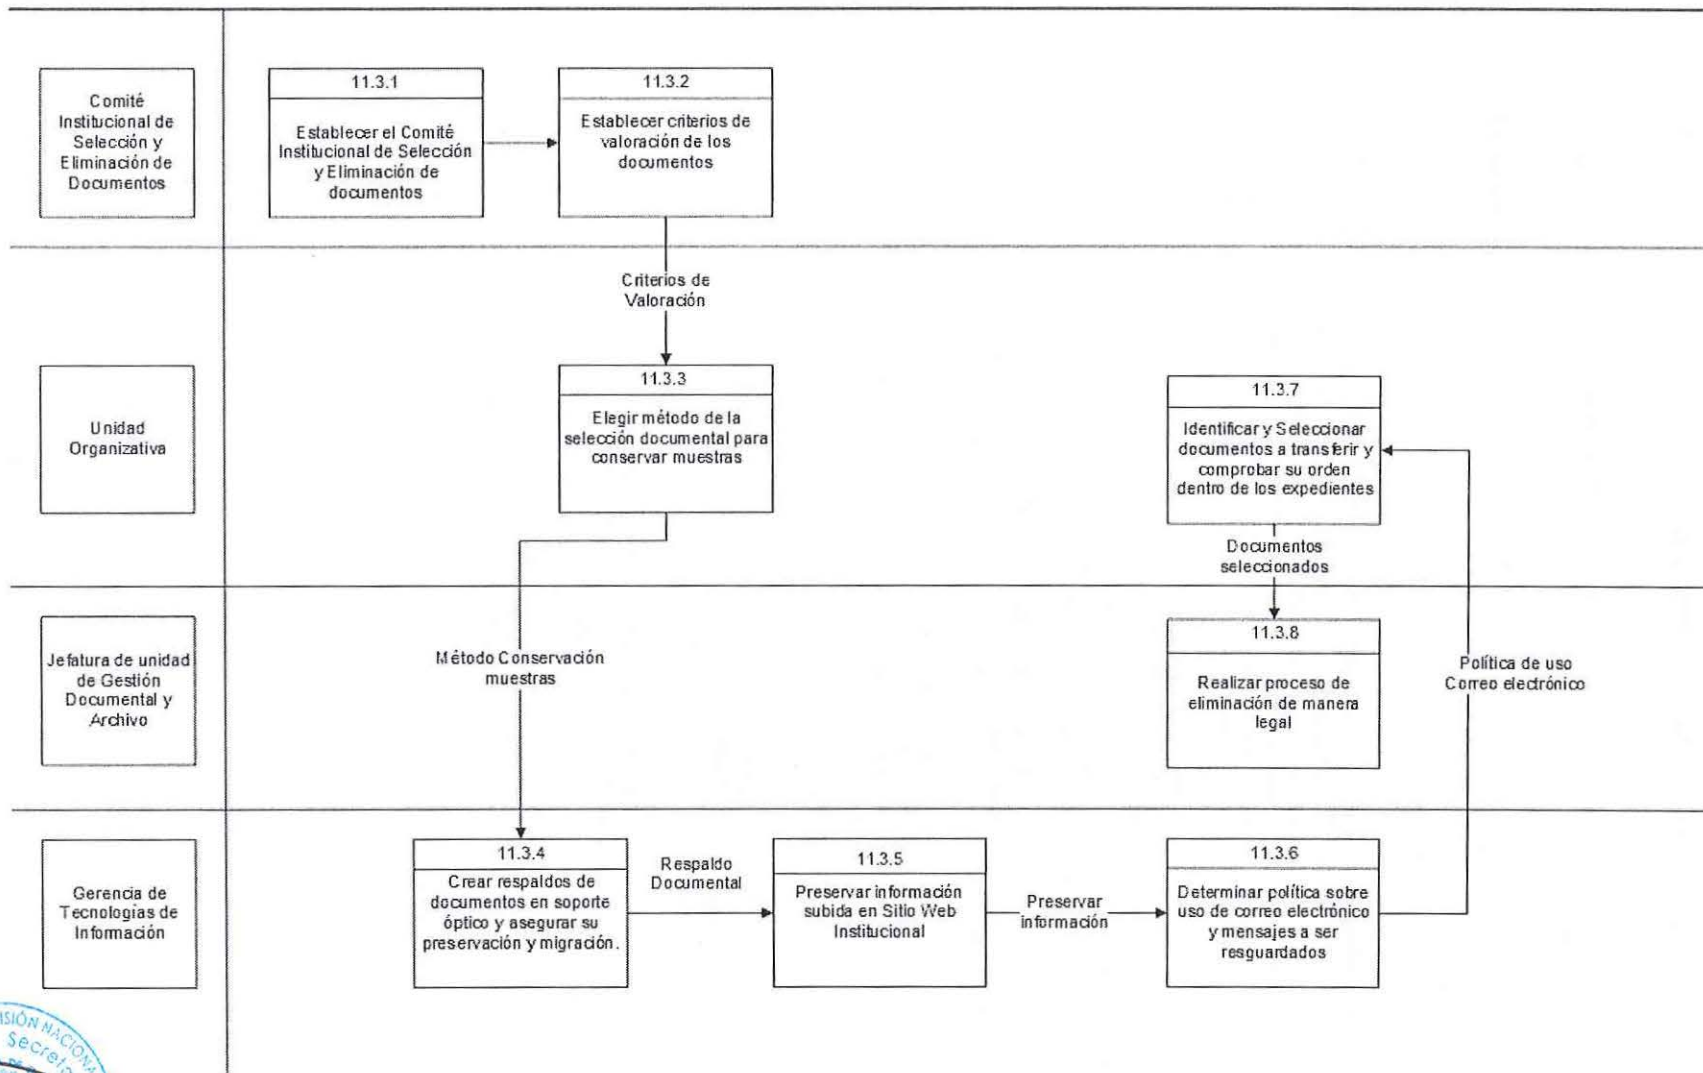 Comité
Institucional de
Selección y
Eliminación de
Documentos
11.3.1
Establecer el Comité
Institucional de Selección
y Eliminación de
documentos
11.3.2
Establecer criterios de
valoración de los
documentos
Criterios de
Valoración
Unidad
Organizativa
11.3.3
Elegir método de la
selección documental para
conservar muestras
11.3.7
Identificar y Seleccionar
documentos a transferir y
comprobar su orden
dentro de los expedientes
Documentos
seleccionados
Jefatura de unidad
de Gestión
Documental y
Archivo
Método Conservación
muestras
11.3.8
Realizar proceso de
eliminación de manera
legal
Política de uso
Correo electrónico
Gerencia de
Tecnologías de
Información
11.3.4
Crear respaldos de
documentos en soporte
óptico y asegurar su
preservación y migración.
Respaldo
Documental
11.3.5
Preservar información
subida en Sitio Web
Institucional
Preservar
información
11.3.6
Determinar política sobre
uso de correo electrónico
y mensajes a ser
resguardados